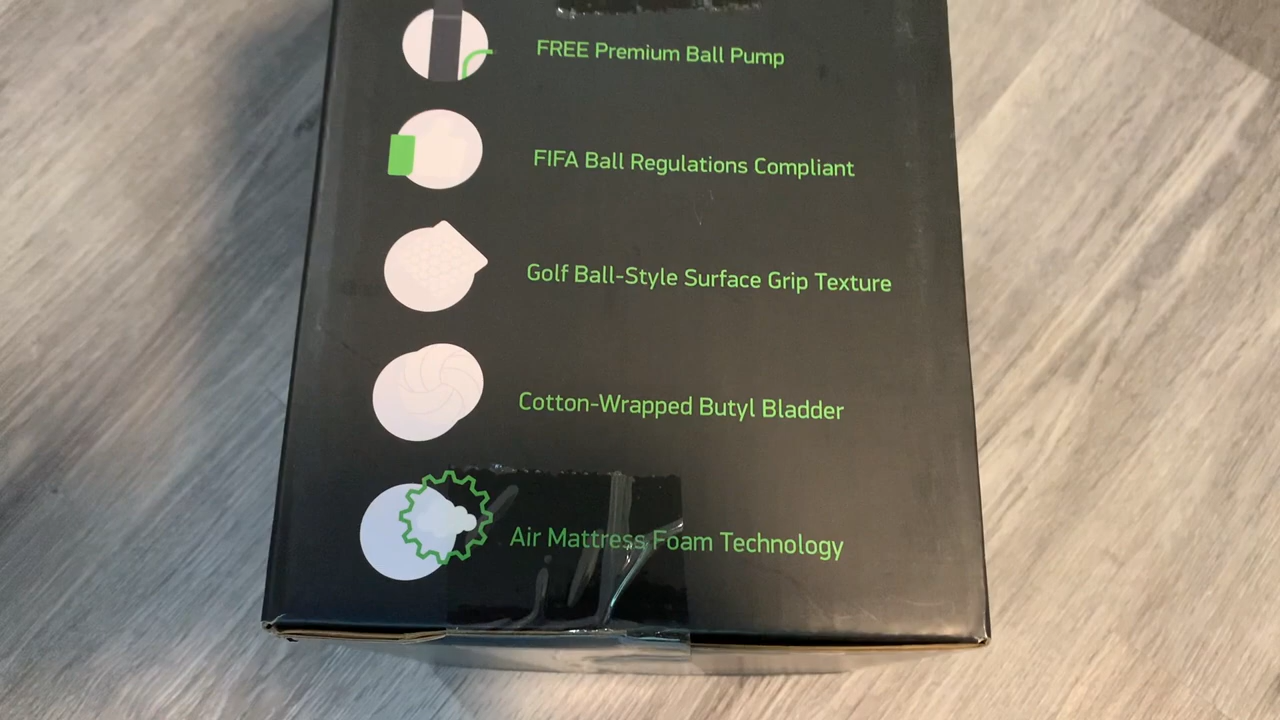 FREE Premium Ball Pump
FIFA Ball Regulations Compliant
Golf Ball-Style Surface Grip Texture
Cotton-Wrapped Butyl Bladder
Air Mattress Foam Technology